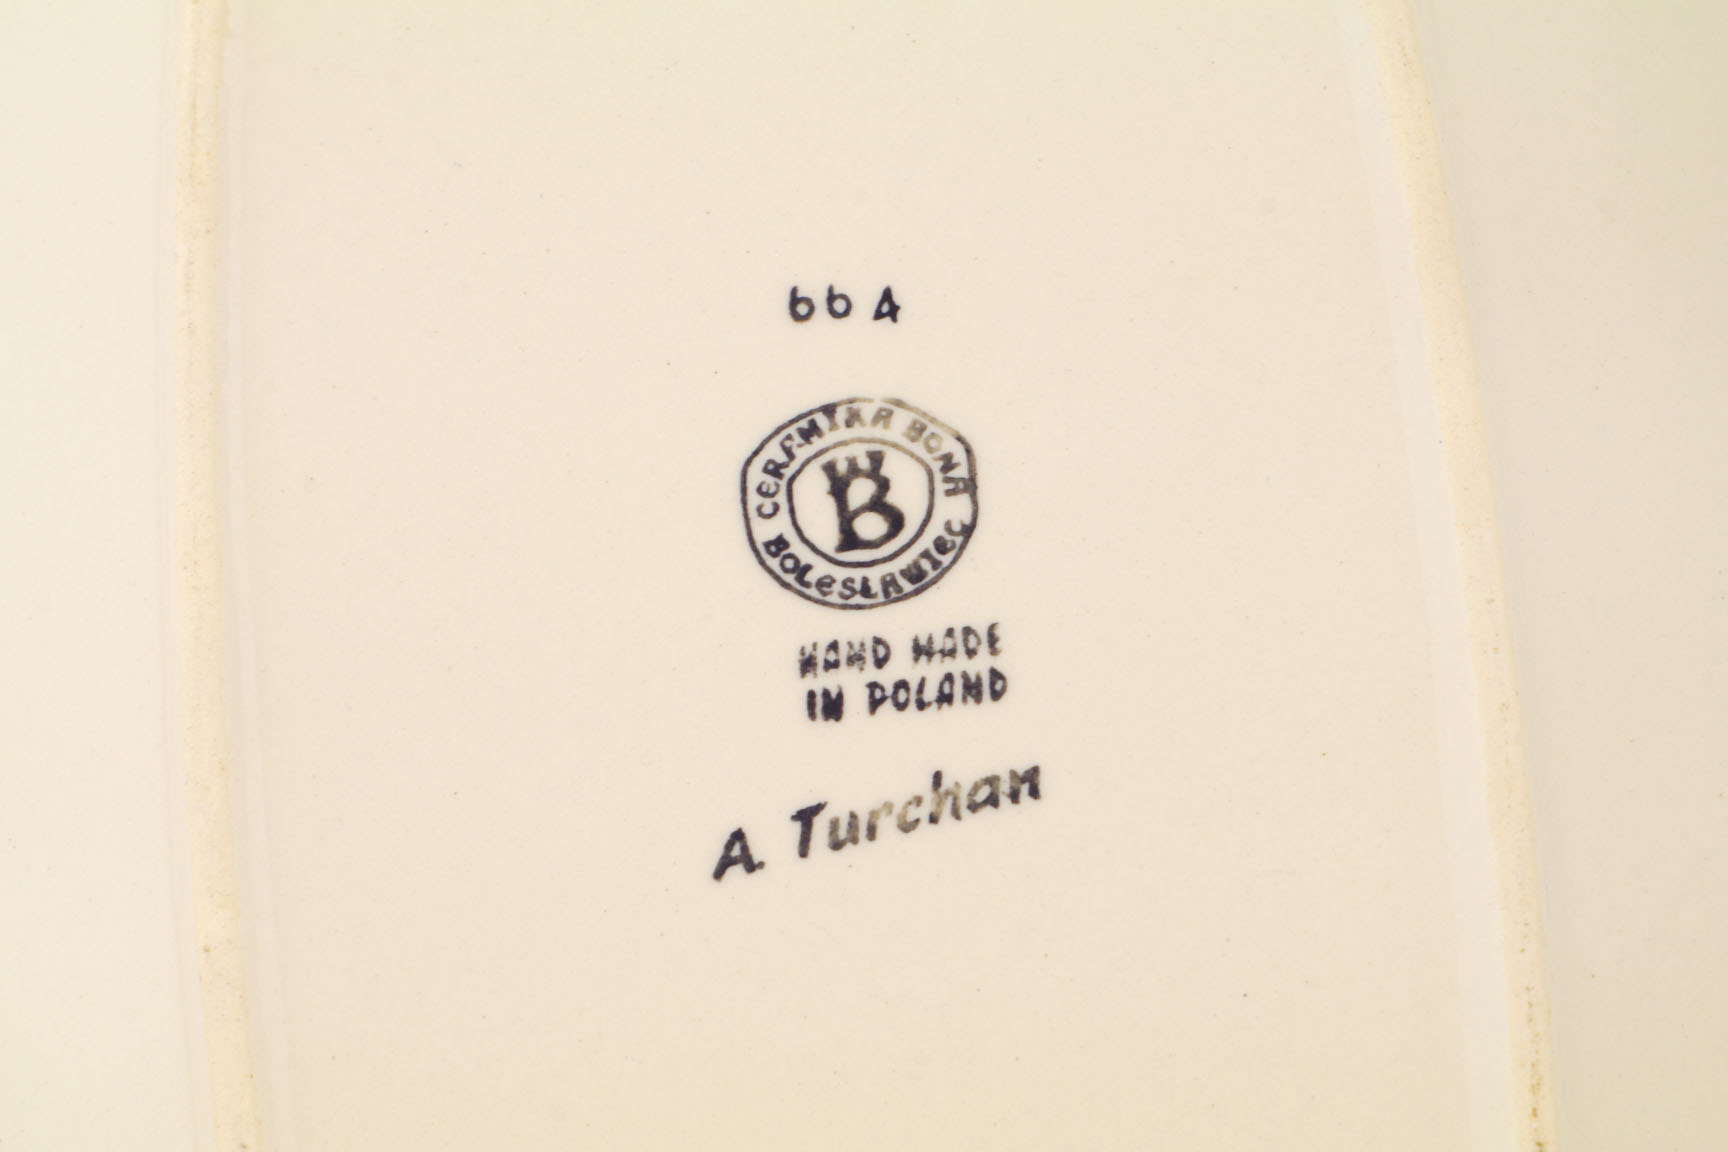 66 A
CERAMIKA BONA
B
BOLESŁAWIEC
HAND MADE
IN POLAND
A. Turchan